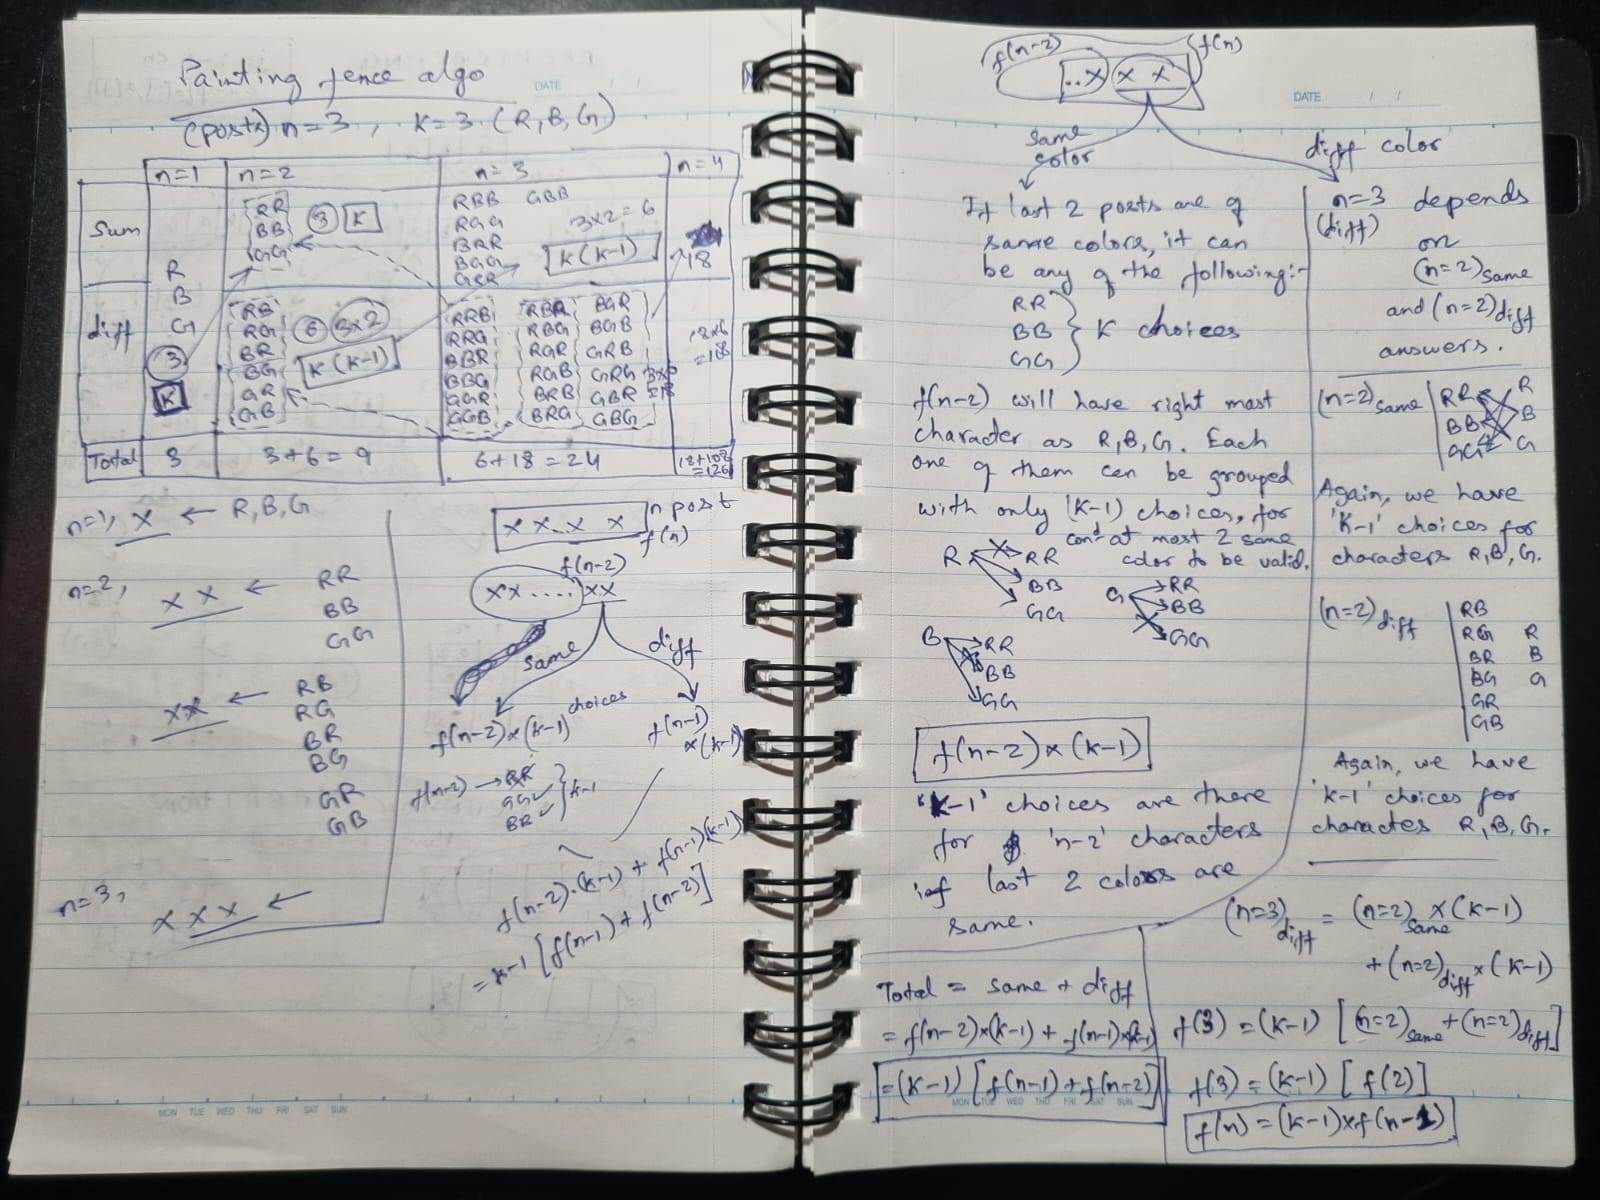 Painting fence algo
DATE / /
(posts) n=3, K=3 (R, B, G)
n=1 n=2 n=3 n=4
Sum
RR
BB
GG
3 K
RBB GBB
RGG
BRR
BGG
GRR
3x2=6
K(K-1)
18
R
B
G
3
K
diff
RB
RG
BR
BG
GR
GB
6 3x2
K(K-1)
RRB RBR BGR
RRG RBG BGB
BBR RGR GRB
BBG RGB GRG
GGR BRB GBR
GGB BRG GBG
3x6
=18
18x6
=108
Total 3 3+6=9 6+18=24 18+108
=126
n=1, x ← R, B, G
n=2, x x ← RR
BB
GG
xx ← RB
RG
BR
BG
GR
GB
n=3,
x x x ←
x x .. x x n post
f(n)
f(n-2)
xx .... xx
same diff
f(n-2)x(k-1) choices
f(n-1)
x(k-1)
f(n-2) → RR
GG ✓
BR ✓
k-1
f(n-2).(k-1) + f(n-1)(k-1)
= k-1 [f(n-1) + f(n-2)]
MON TUE WED THU FRI SAT SUN
f(n-2) f(n)
..x x x
DATE / /
same
color
diff color
If last 2 posts are of
same colors, it can
be any of the following:-
RR
BB
GG
K choices
f(n-2) will have right most
character as R, B, G. Each
one of them can be grouped
with only (K-1) choices, for
condn at most 2 same
color to be valid.
R RR
BB
GG
G RR
BB
GG
B RR
BB
GG
f(n-2) x (k-1)
'k-1' choices are there
for 'n-2' characters
if last 2 colors are
same.
Total = same + diff
= f(n-2)x(k-1) + f(n-1)x(k-1)
= (k-1) [f(n-1) + f(n-2)]
MON TUE WED THU FRI SAT SUN
n=3 depends
(diff)
on
(n=2)same
and (n=2)diff
answers.
(n=2)same RR R
BB B
GG G
Again, we have
'K-1' choices for
characters R, B, G.
(n=2)diff RB
RG R
BR B
BG G
GR
GB
Again, we have
'k-1' choices for
charactes R, B, G.
(n=3)diff = (n=2)same x (k-1)
+ (n=2)diff x (k-1)
f(3) = (k-1) [(n=2)same + (n=2)diff]
f(3) = (k-1) [f(2)]
f(n) = (k-1) x f(n-1)